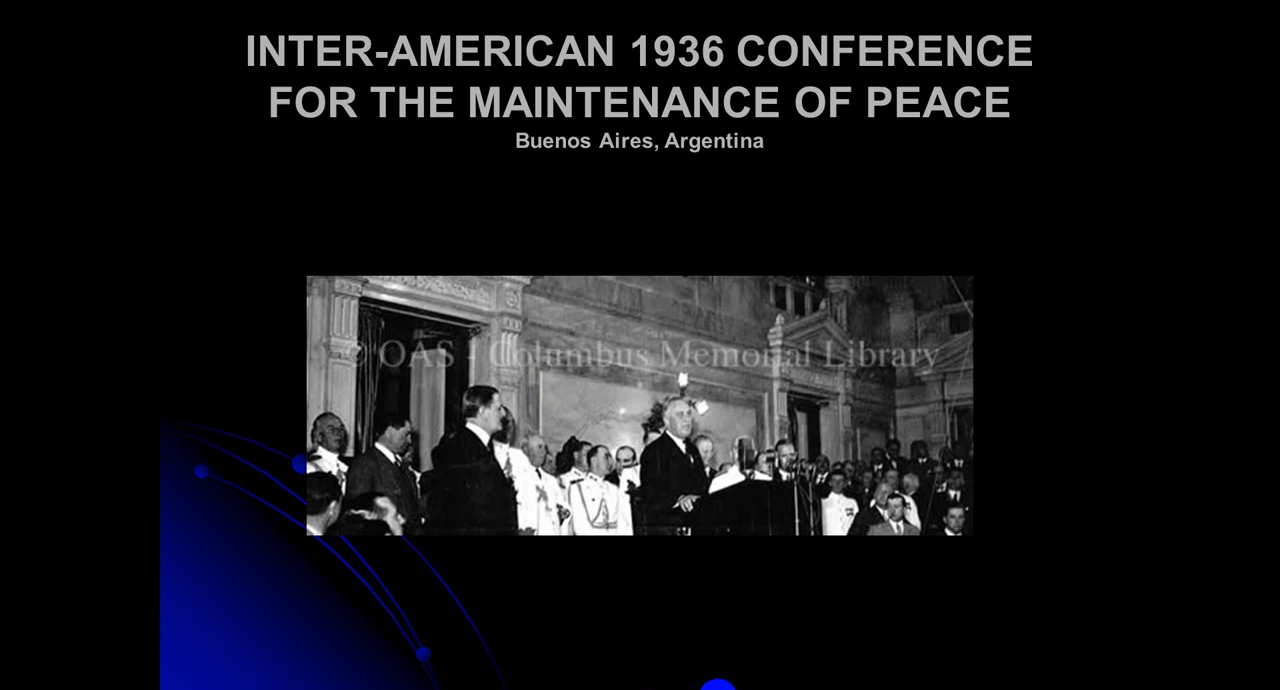 INTER-AMERICAN 1936 CONFERENCE
FOR THE MAINTENANCE OF PEACE
Buenos Aires, Argentina
© OAS - Columbus Memorial Library